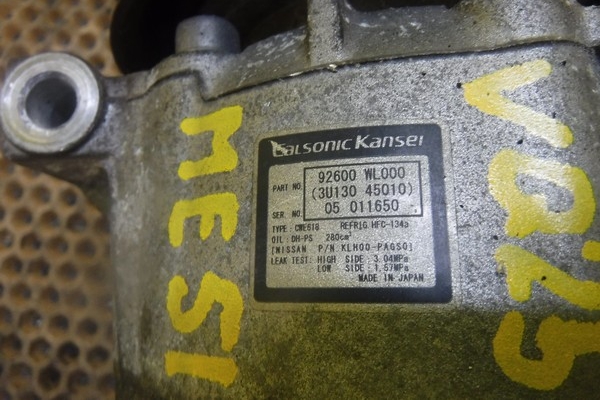 Calsonic Kansei
PART NO. 92600 WL000
(3U130 45010)
SER. NO. 05 011650
TYPE: CWE618 REFRIG HFC-134a
OIL: DH-PS 280cm³
[NISSAN P/N KLH00-PAGS0]
LEAK TEST: HIGH SIDE: 3.04MPa
LOW SIDE: 1.57MPa
MADE IN JAPAN
ME51
VQ25